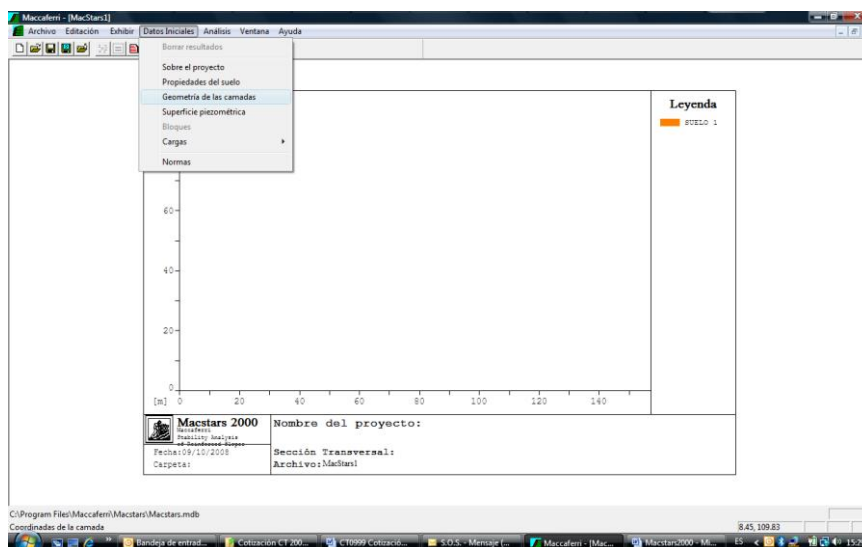 Maccaferri - [MacStars1]
Archivo Editación Exhibir Datos Iniciales Análisis Ventana Ayuda
Borrar resultados
Sobre el proyecto
Propiedades del suelo
Geometría de las camadas
Superficie piezométrica
Bloques
Cargas
Normas
Leyenda
SUELO 1
60
40
20
0
[m] 0 20 40 60 80 100 120 140
Macstars 2000
Maccaferri
Stability Analysis
of Reinforced Slopes
Fecha:09/10/2008
Carpeta:
Nombre del proyecto:
Sección Transversal:
Archivo:MacStars1
C:\Program Files\Maccaferri\Macstars\Macstars.mdb
Coordinadas de la camada
8.45, 109.83
Bandeja de entrad... Cotización CT 200... CT0999 Cotizació... S.O.S. - Mensaje (... Maccaferri - [Mac... Macstars2000 - Mi... ES